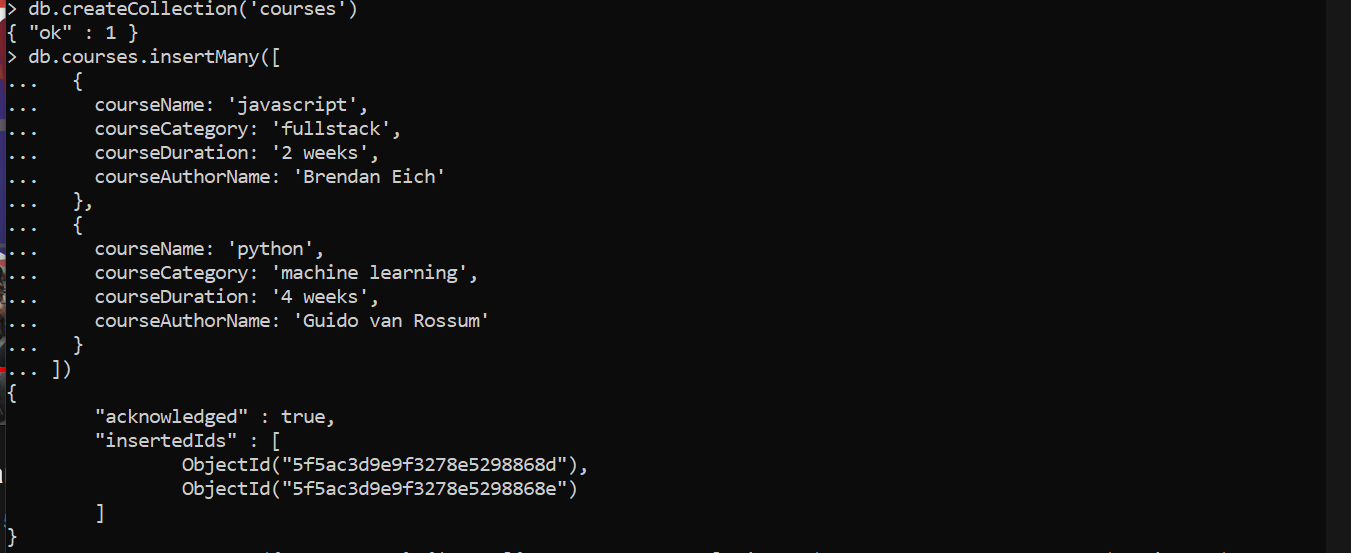 > db.createCollection('courses')
{ "ok" : 1 }
> db.courses.insertMany([
...   {
...     courseName: 'javascript',
...     courseCategory: 'fullstack',
...     courseDuration: '2 weeks',
...     courseAuthorName: 'Brendan Eich'
...   },
...   {
...     courseName: 'python',
...     courseCategory: 'machine learning',
...     courseDuration: '4 weeks',
...     courseAuthorName: 'Guido van Rossum'
...   }
... ])
{
        "acknowledged" : true,
        "insertedIds" : [
                ObjectId("5f5ac3d9e9f3278e5298868d"),
                ObjectId("5f5ac3d9e9f3278e5298868e")
        ]
}